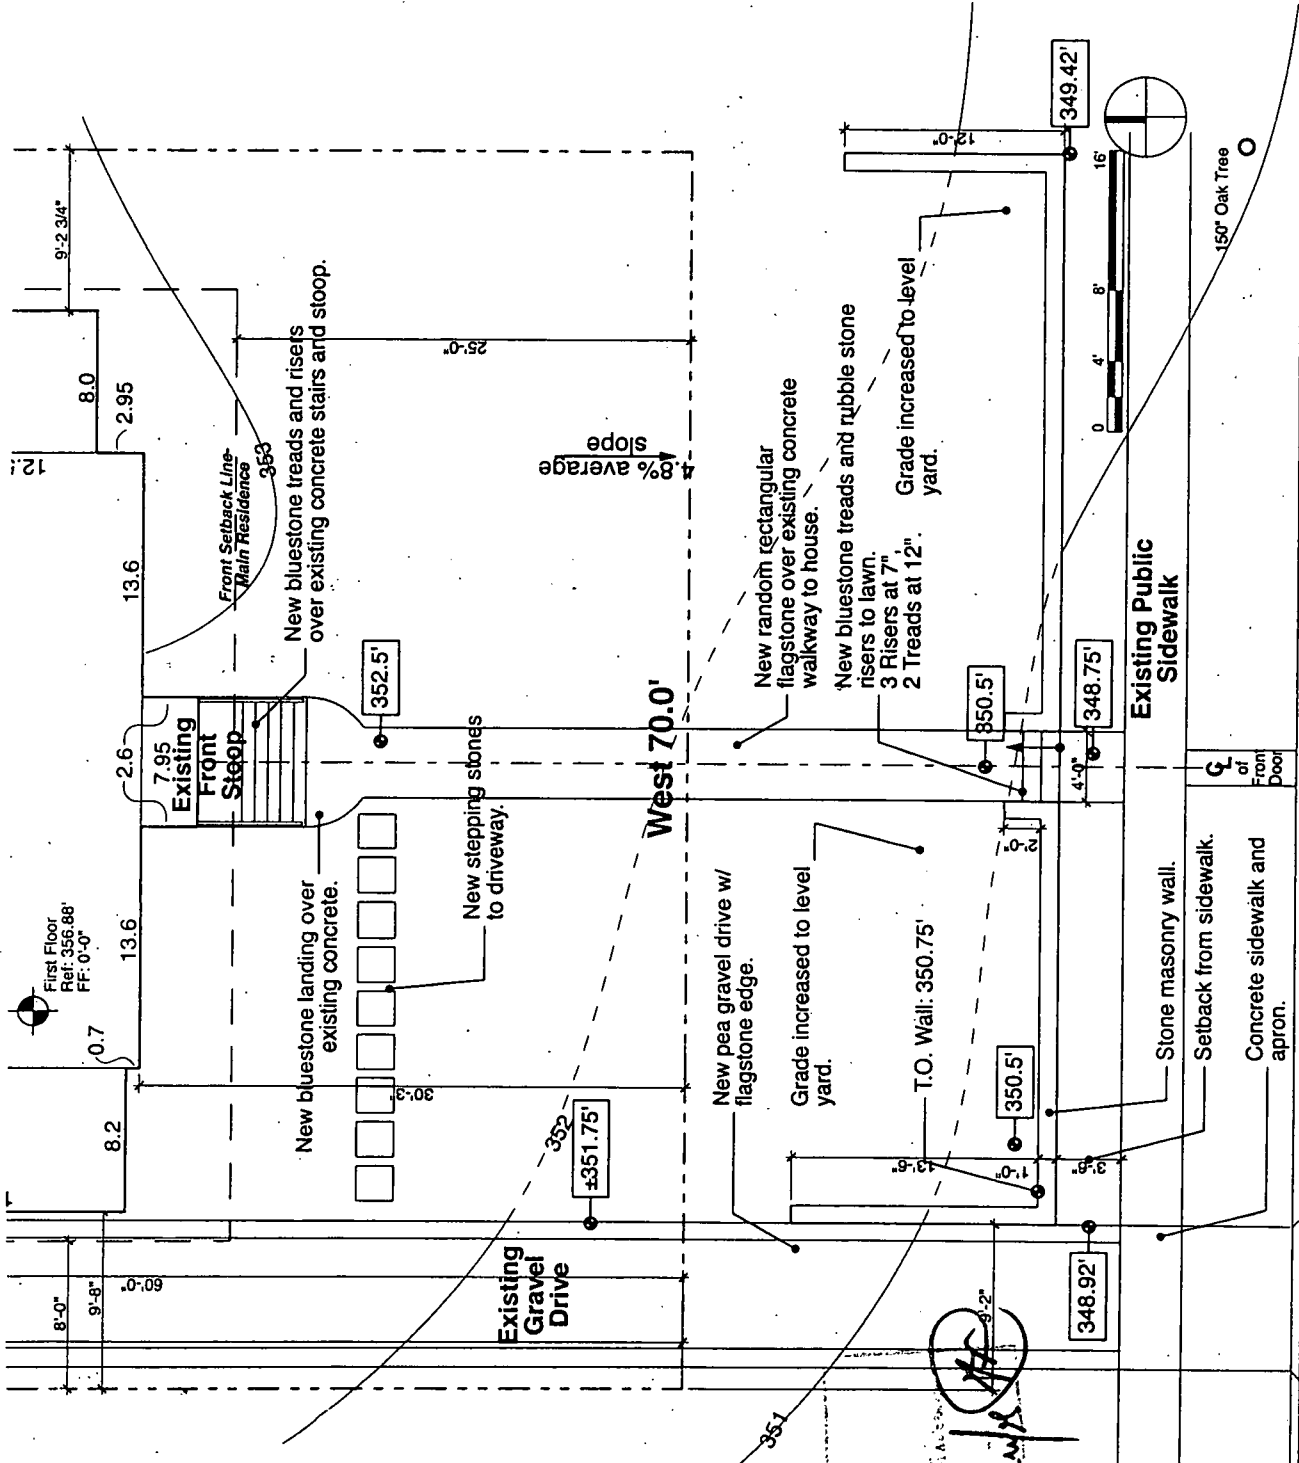 9'-2 3/4"
8.0
2.95
12.
Front Setback Line-
Main Residence
353
New bluestone treads and risers
over existing concrete stairs and stoop.
25'-0"
4.8% average
slope
12'-0"
349.42'
13.6
2.6
7.95
Existing
Front
Stoop
352.5'
New random rectangular
flagstone over existing concrete
walkway to house.
New bluestone treads and rubble stone
risers to lawn.
3 Risers at 7"
2 Treads at 12".
Grade increased to level
yard.
0
4'
8'
16'
150" Oak Tree
Existing Public
Sidewalk
350.5'
348.75'
4'-0"
CL
of
Front
Door
West 70.0'
First Floor
Ref: 356.88'
FF: 0'-0"
13.6
0.7
8.2
New bluestone landing over
existing concrete.
New stepping stones
to driveway.
30'-3"
352
±351.75'
New pea gravel drive w/
flagstone edge.
Grade increased to level
yard.
T.O. Wall: 350.75'
350.5'
2'-0"
13'-6"
1'-0"
3'-6"
Stone masonry wall.
Setback from sidewalk.
Concrete sidewalk and
apron.
8'-0"
9'-8"
60'-0"
Existing
Gravel
Drive
9'-2"
348.92'
351